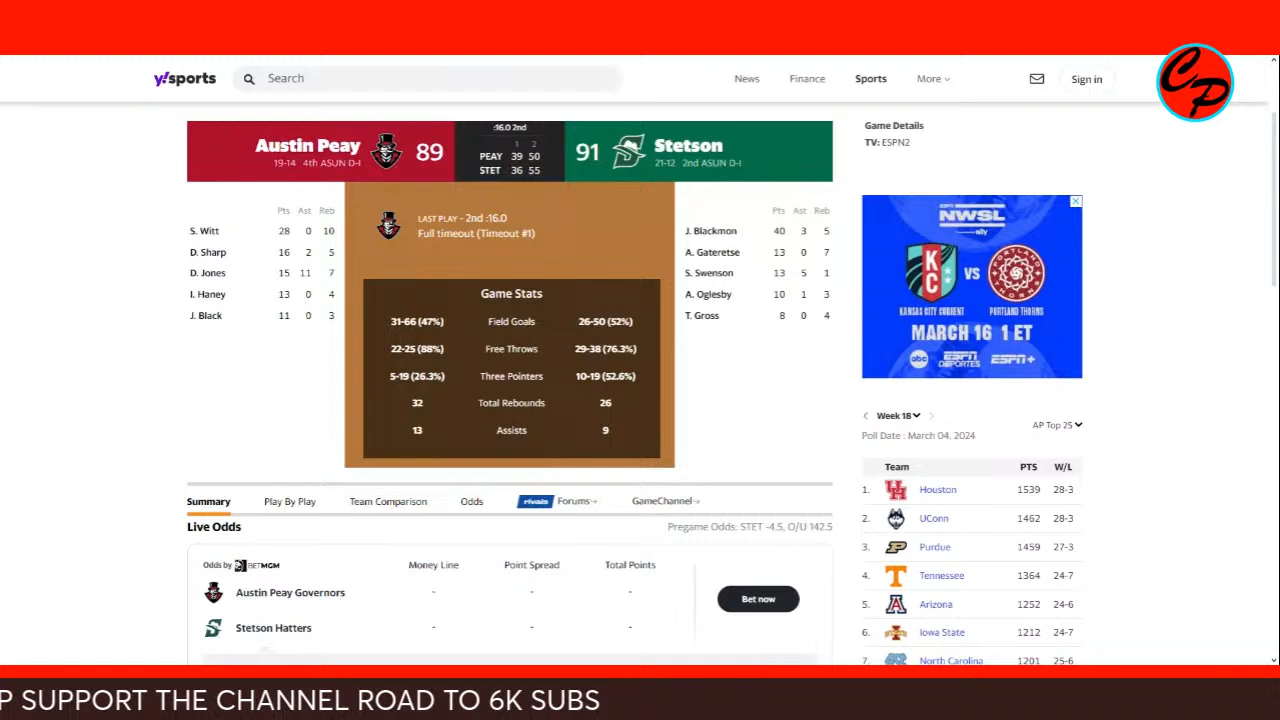 y!sports
Search
News
Finance
Sports
More
Sign in
CP
Austin Peay
19-14 4th ASUN D-I
89
:16.0 2nd
1 2
PEAY 39 50
STET 36 55
91
Stetson
21-12 2nd ASUN D-I
Game Details
TV: ESPN2
LAST PLAY - 2nd :16.0
Full timeout (Timeout #1)
Pts Ast Reb
S. Witt 28 0 10
D. Sharp 16 2 5
D. Jones 15 11 7
I. Haney 13 0 4
J. Black 11 0 3
Pts Ast Reb
J. Blackmon 40 3 5
A. Gateretse 13 0 7
S. Swenson 13 5 1
A. Oglesby 10 1 3
T. Gross 8 0 4
Game Stats
31-66 (47%) Field Goals 26-50 (52%)
22-25 (88%) Free Throws 29-38 (76.3%)
5-19 (26.3%) Three Pointers 10-19 (52.6%)
32 Total Rebounds 26
13 Assists 9
ESPN
NWSL
ally
KC VS
KANSAS CITY CURRENT PORTLAND THORNS
MARCH 16 1 ET
abc ESPN DEPORTES ESPN+
Week 18
AP Top 25
Poll Date : March 04, 2024
Team PTS W/L
1. Houston 1539 28-3
2. UConn 1462 28-3
3. Purdue 1459 27-3
4. Tennessee 1364 24-7
5. Arizona 1252 24-6
6. Iowa State 1212 24-7
7. North Carolina 1201 25-6
Summary
Play By Play
Team Comparison
Odds
rivals Forums
GameChannel
Live Odds
Pregame Odds: STET -4.5, O/U 142.5
Odds by BETMGM
Money Line Point Spread Total Points
Austin Peay Governors - - -
Stetson Hatters - - -
Bet now
P SUPPORT THE CHANNEL ROAD TO 6K SUBS